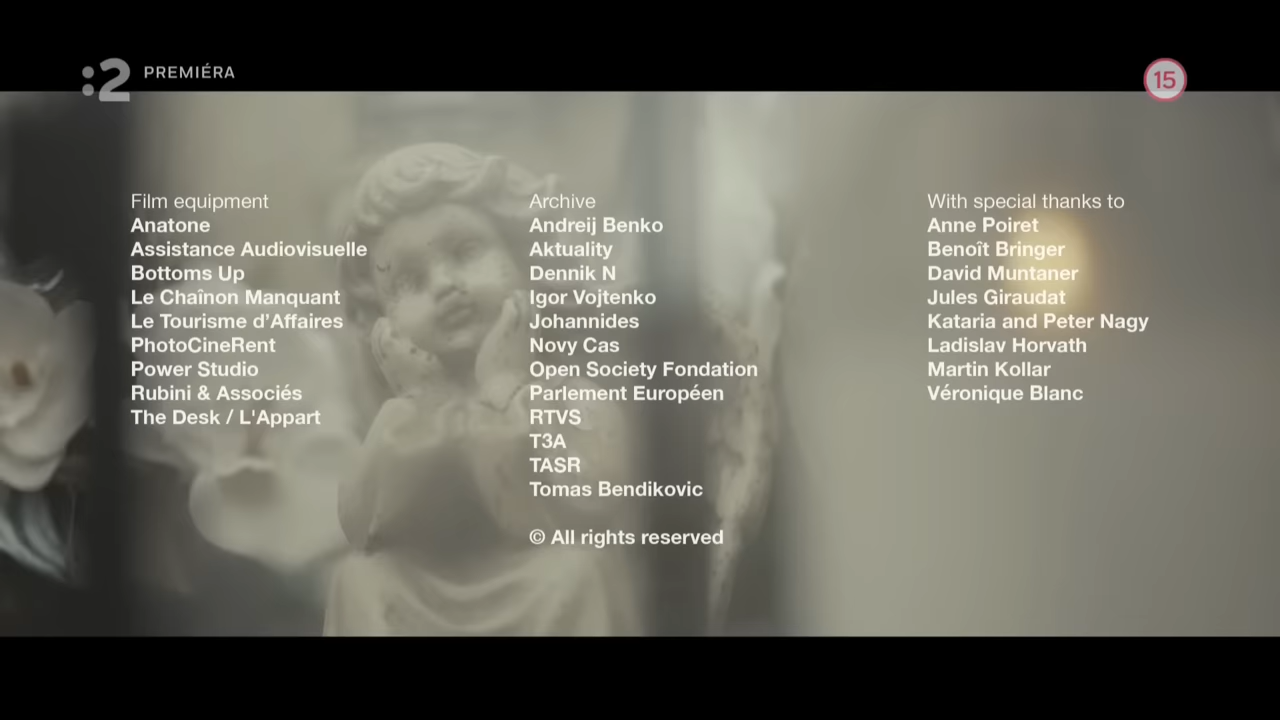 :2 PREMIÉRA
15
Film equipment
Anatone
Assistance Audiovisuelle
Bottoms Up
Le Chaînon Manquant
Le Tourisme d’Affaires
PhotoCineRent
Power Studio
Rubini & Associés
The Desk / L'Appart
Archive
Andreij Benko
Aktuality
Dennik N
Igor Vojtenko
Johannides
Novy Cas
Open Society Fondation
Parlement Européen
RTVS
T3A
TASR
Tomas Bendikovic
© All rights reserved
With special thanks to
Anne Poiret
Benoît Bringer
David Muntaner
Jules Giraudat
Kataria and Peter Nagy
Ladislav Horvath
Martin Kollar
Véronique Blanc